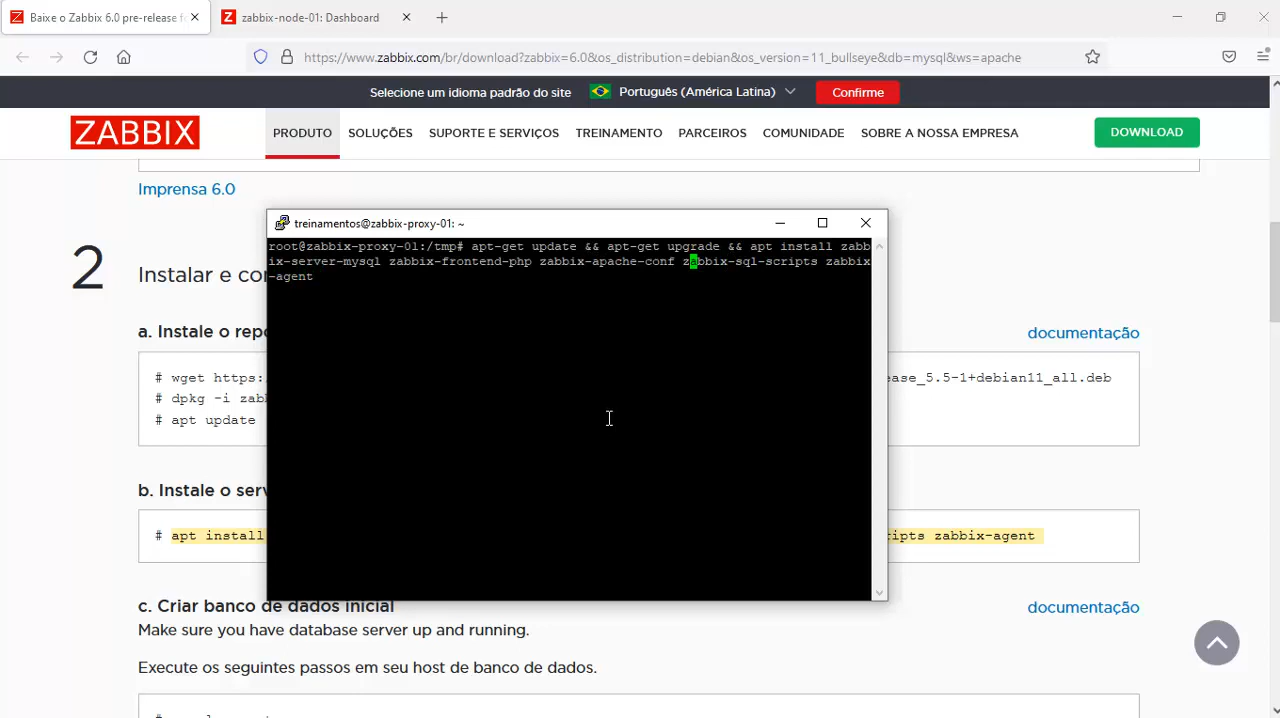 Baixe o Zabbix 6.0 pre-release f
zabbix-node-01: Dashboard
https://www.zabbix.com/br/download?zabbix=6.0&os_distribution=debian&os_version=11_bullseye&db=mysql&ws=apache
Selecione um idioma padrão do site
Português (América Latina)
Confirme
ZABBIX
PRODUTO
SOLUÇÕES
SUPORTE E SERVIÇOS
TREINAMENTO
PARCEIROS
COMUNIDADE
SOBRE A NOSSA EMPRESA
DOWNLOAD
Imprensa 6.0
2
Instalar e co
treinamentos@zabbix-proxy-01: ~
root@zabbix-proxy-01:/tmp# apt-get update && apt-get upgrade && apt install zabb
ix-server-mysql zabbix-frontend-php zabbix-apache-conf zabbix-sql-scripts zabbix
-agent
a. Instale o repo
documentação
# wget https:
ease_5.5-1+debian11_all.deb
# dpkg -i zab
# apt update
b. Instale o serv
# apt install
ipts zabbix-agent
c. Criar banco de dados inicial
documentação
Make sure you have database server up and running.
Execute os seguintes passos em seu host de banco de dados.